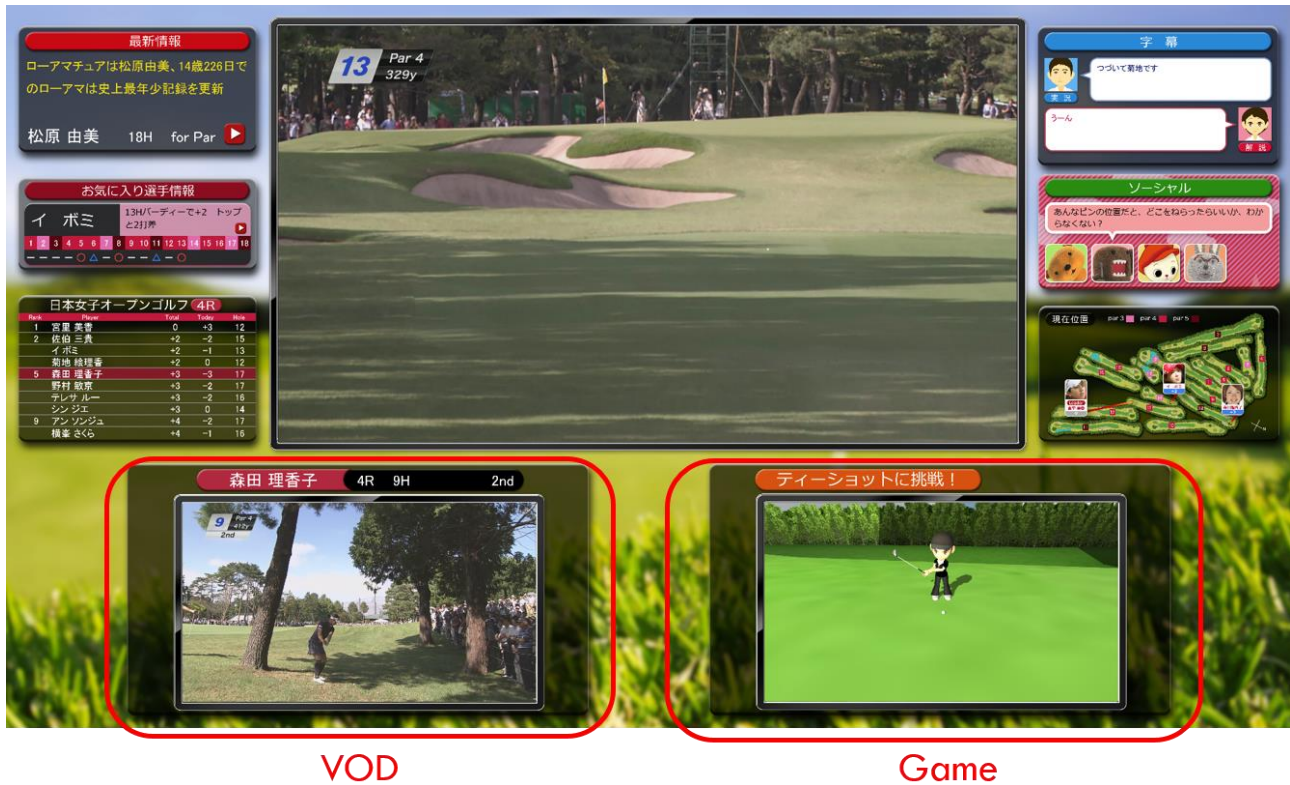 最新情報
ローアマチュアは松原由美、14歳226日で
のローアマは史上最年少記録を更新
松原 由美 18H for Par
お気に入り選手情報
イ ボミ
13Hバーディーで+2 トップ
と2打差
1 2 3 4 5 6 7 8 9 10 11 12 13 14 15 16 17 18
日本女子オープンゴルフ 4R
Rank Player Total Today Hole
1 宮里 美香 0 +3 12
2 佐伯 三貴 +2 -2 15
イ ボミ +2 -1 13
菊地 絵理香 +2 0 12
5 森田 理香子 +3 -3 17
野村 敏京 +3 -2 17
テレサ ルー +3 -2 16
シン ジエ +3 0 14
9 アン ソンジュ +4 -2 17
横峯 さくら +4 -1 16
13 Par 4
329y
字 幕
つづいて菊地です
実 況
うーん
解 説
ソーシャル
あんなピンの位置だと、どこをねらったらいいか、わか
らなくない？
現在位置 par 3 par 4 par 5
森田 理香子 4R 9H 2nd
9 Par 4
412y
2nd
ティーショットに挑戦！
VOD
Game